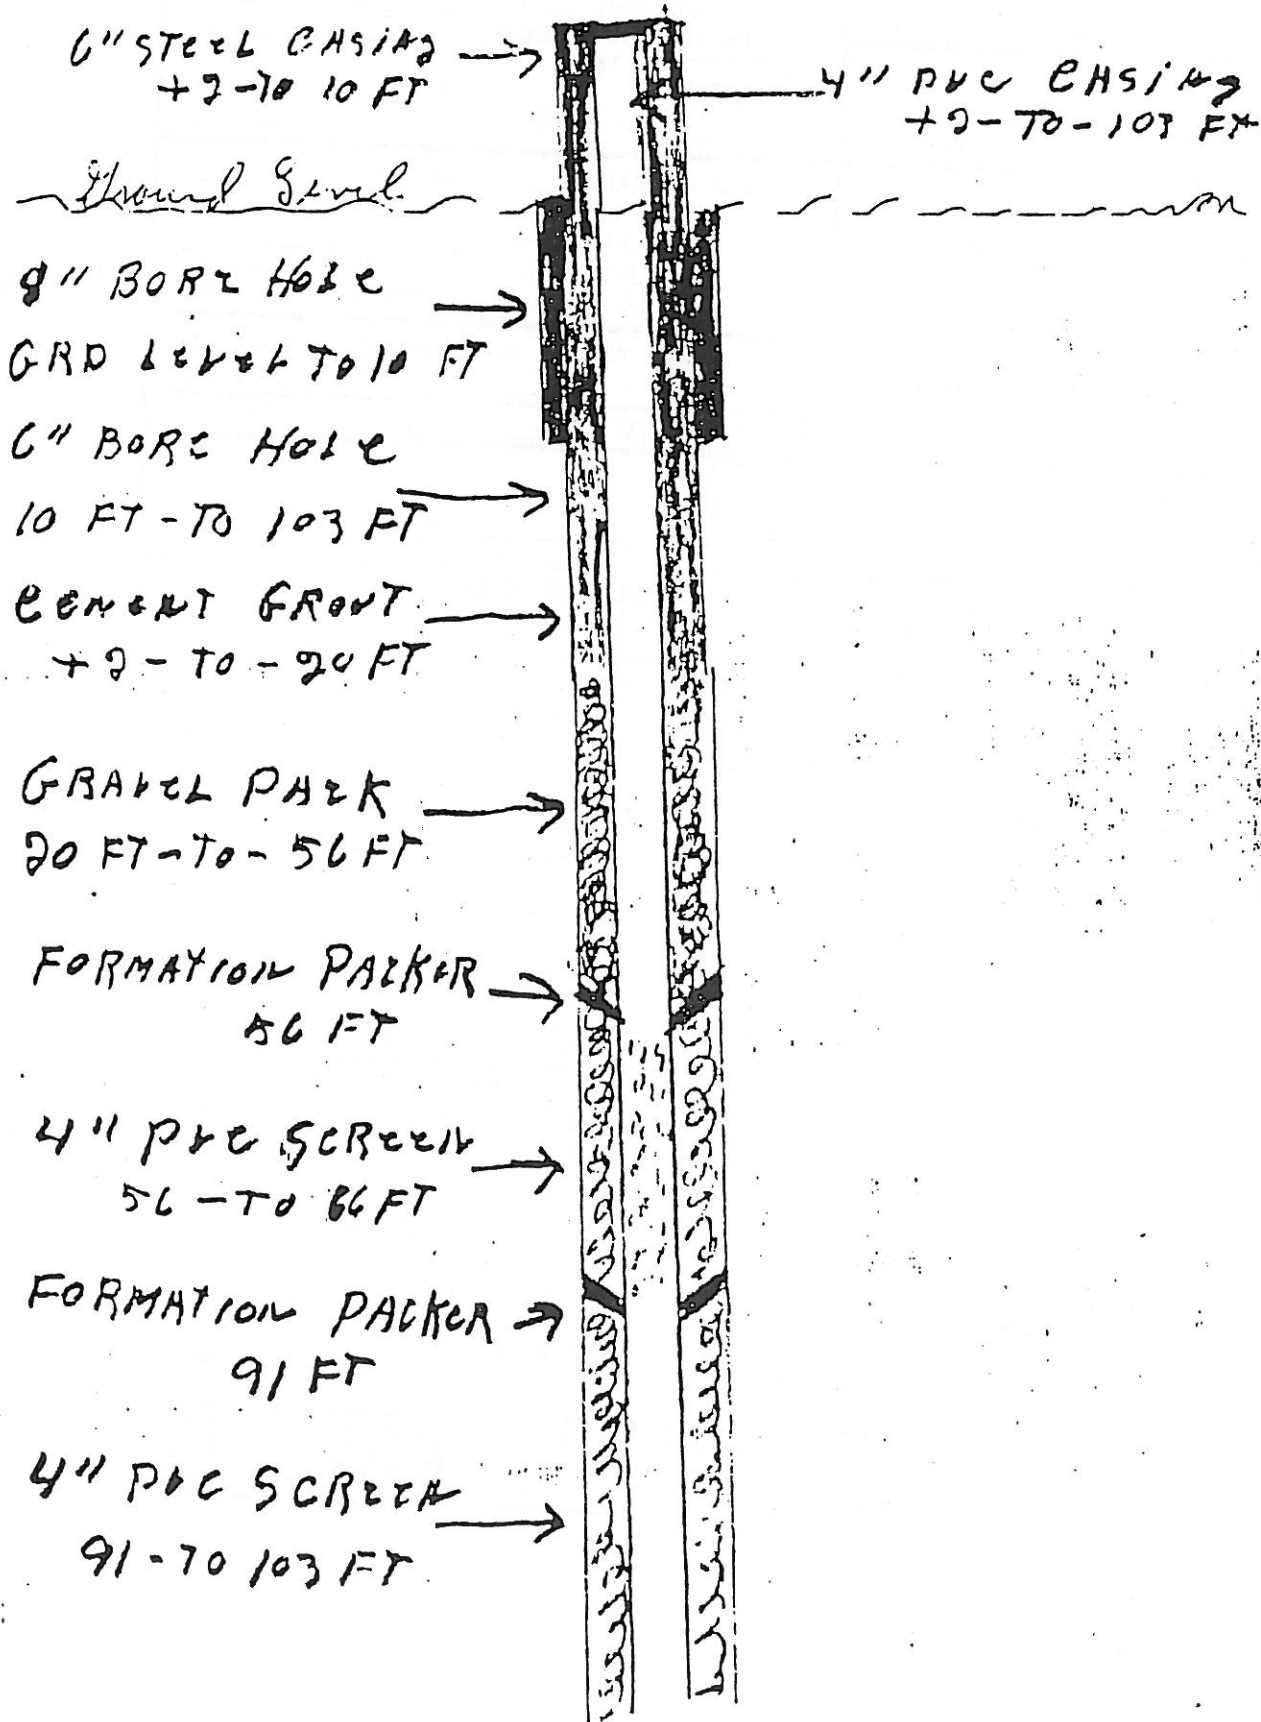 6" STEEL CASING
+2-TO 10 FT
4" PVC CASING
+2-TO-103 FT
Ground Level
8" BORE HOLE
GRD LEVEL TO 10 FT
6" BORE HOLE
10 FT-TO 103 FT
CEMENT GROUT
+2-TO-20 FT
GRAVEL PACK
20 FT-TO-56 FT
FORMATION PACKER
56 FT
4" PVC SCREEN
56-TO 66 FT
FORMATION PACKER
91 FT
4" PVC SCREEN
91-TO 103 FT